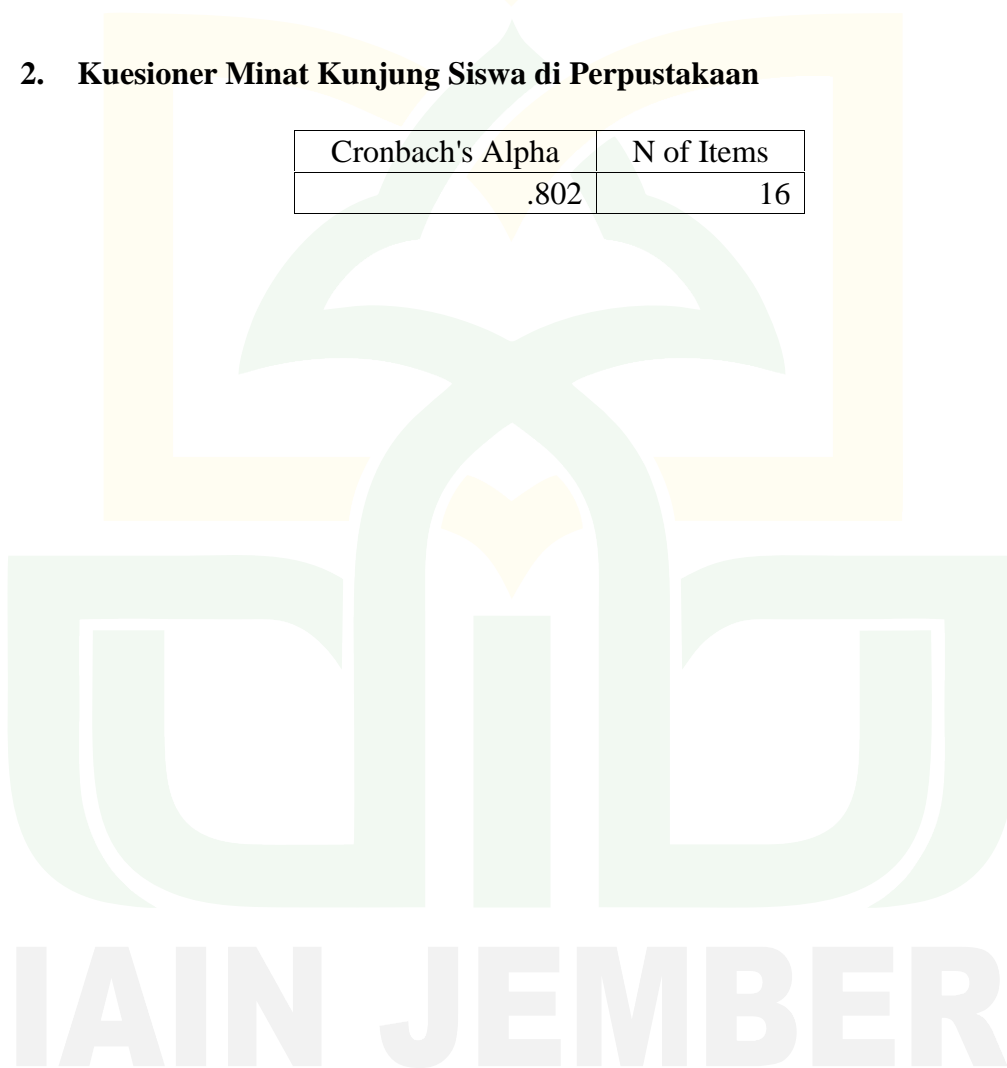 2. Kuesioner Minat Kunjung Siswa di Perpustakaan
Cronbach's Alpha N of Items
.802 16
IAIN JEMBER